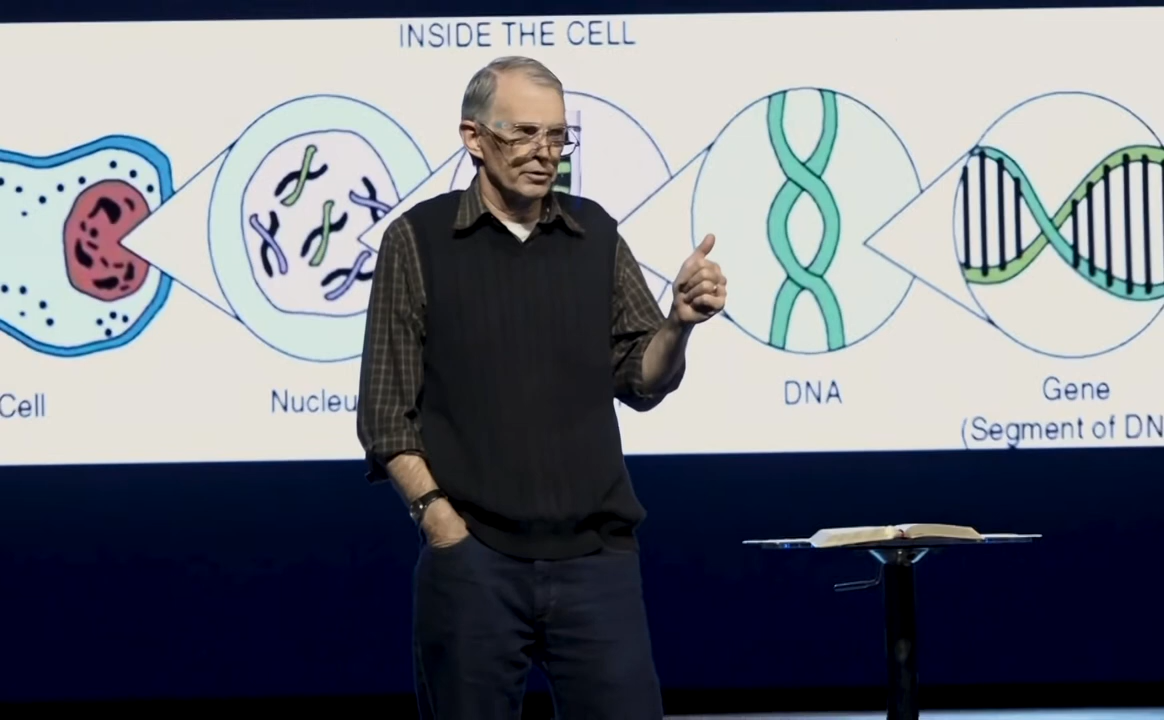 INSIDE THE CELL
Cell
Nucleu
DNA
Gene
(Segment of DN